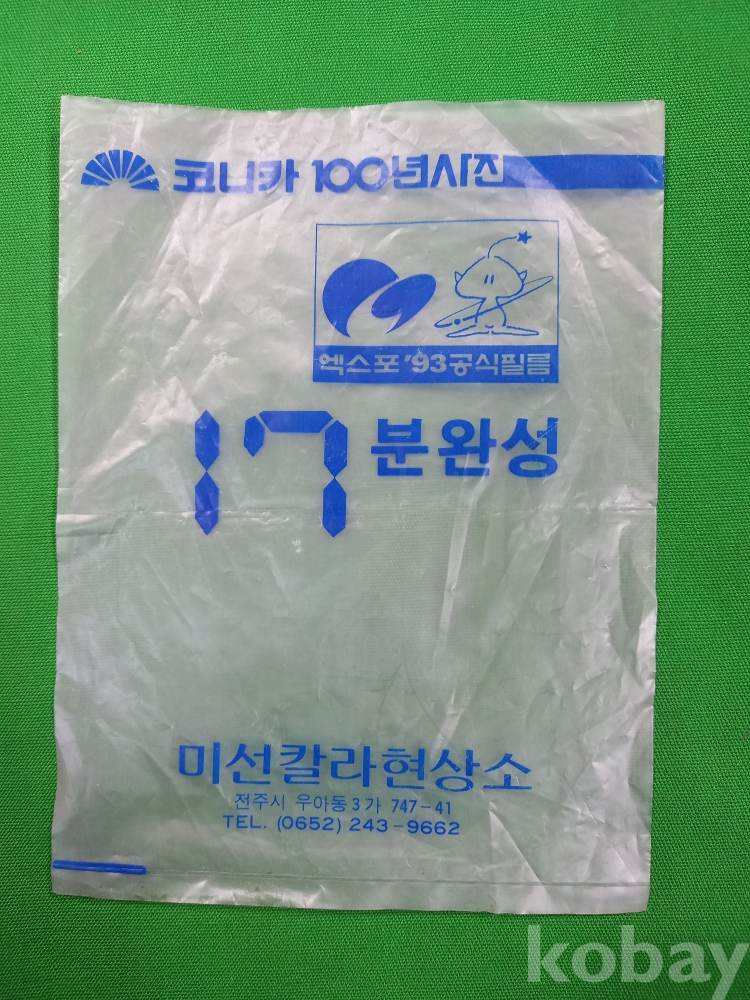 코니카 100년사진
엑스포 '93공식필름
17분완성
미선칼라현상소
전주시 우아동3가 747-41
TEL. (0652) 243-9662
kobay